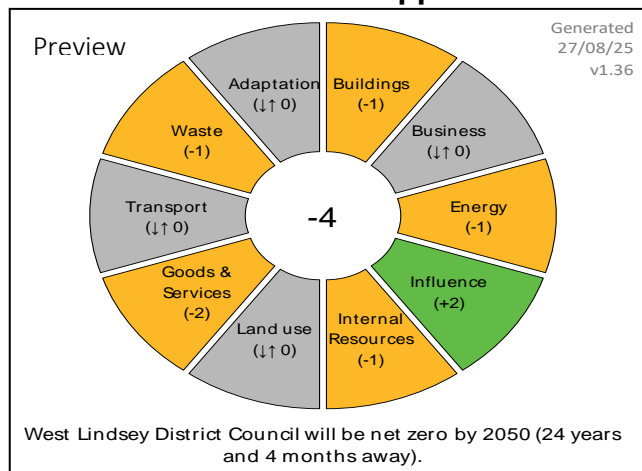 Preview
Generated
27/08/25
v1.36
Adaptation
(↓↑ 0)
Buildings
(-1)
Business
(↓↑ 0)
Energy
(-1)
Influence
(+2)
Internal
Resources
(-1)
Land use
(↓↑ 0)
Goods &
Services
(-2)
Transport
(↓↑ 0)
Waste
(-1)
-4
West Lindsey District Council will be net zero by 2050 (24 years
and 4 months away).